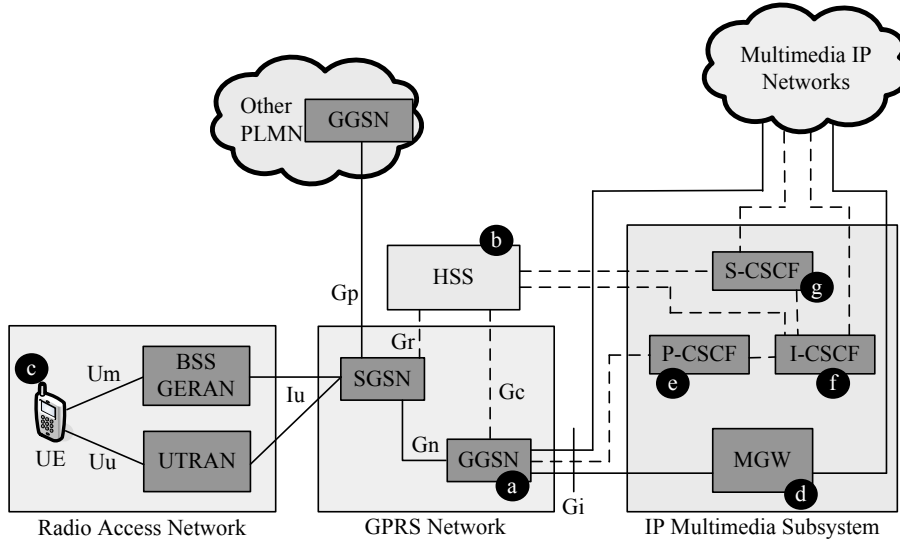 Multimedia IP
Networks
Other
PLMN
GGSN
b
HSS
S-CSCF
g
Gp
Gr
Gc
c
Um
BSS
GERAN
Iu
SGSN
P-CSCF
e
I-CSCF
f
UE
Uu
UTRAN
Gn
GGSN
a
Gi
MGW
d
Radio Access Network
GPRS Network
IP Multimedia Subsystem